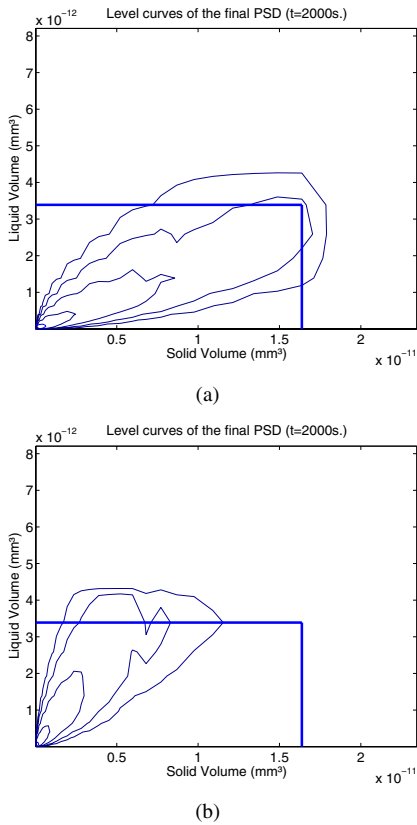 Level curves of the final PSD (t=2000s.)
x 10⁻¹²
8
7
6
5
4
3
2
1
Liquid Volume (mm³)
0.5 1 1.5 2
Solid Volume (mm³)
x 10⁻¹¹
(a)
Level curves of the final PSD (t=2000s.)
x 10⁻¹²
8
7
6
5
4
3
2
1
Liquid Volume (mm³)
0.5 1 1.5 2
Solid Volume (mm³)
x 10⁻¹¹
(b)